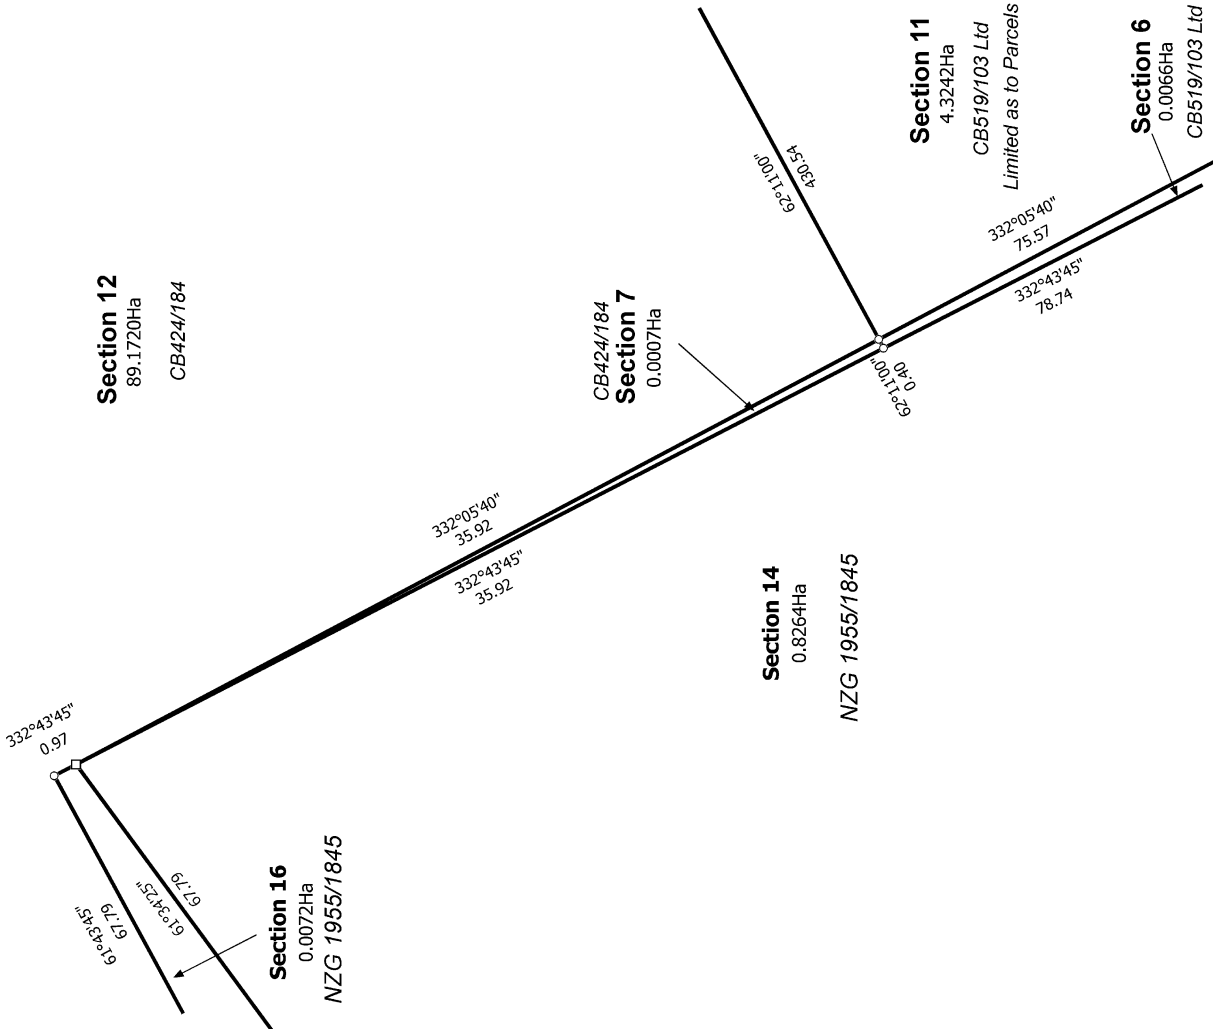 Section 12
89.1720Ha
CB424/184
Section 11
4.3242Ha
CB519/103 Ltd
Limited as to Parcels
Section 6
0.0066Ha
CB519/103 Ltd
62°11'00"
430.54
CB424/184
Section 7
0.0007Ha
332°05'40"
75.57
332°43'45"
78.74
62°11'00"
0.40
332°05'40"
35.92
332°43'45"
35.92
Section 14
0.8264Ha
NZG 1955/1845
332°43'45"
0.97
61°43'45"
67.79
61°34'25"
67.79
Section 16
0.0072Ha
NZG 1955/1845